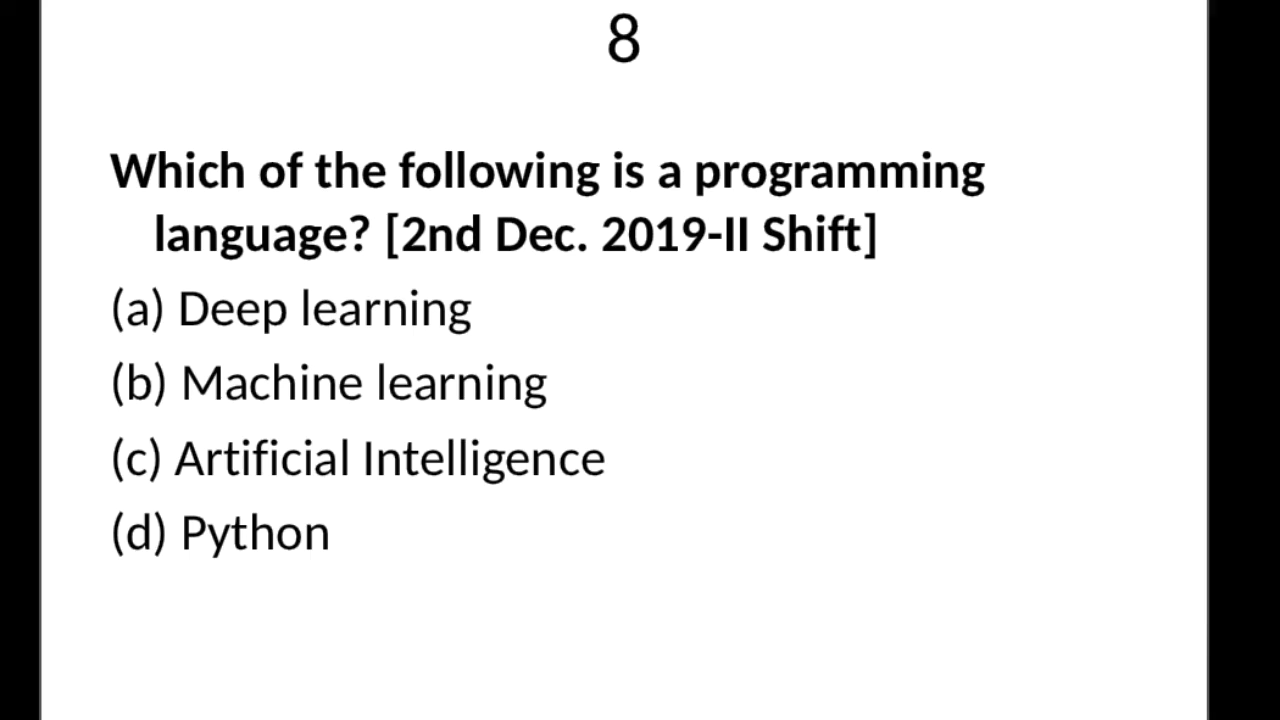 8
Which of the following is a programming
language? [2nd Dec. 2019-II Shift]
(a) Deep learning
(b) Machine learning
(c) Artificial Intelligence
(d) Python